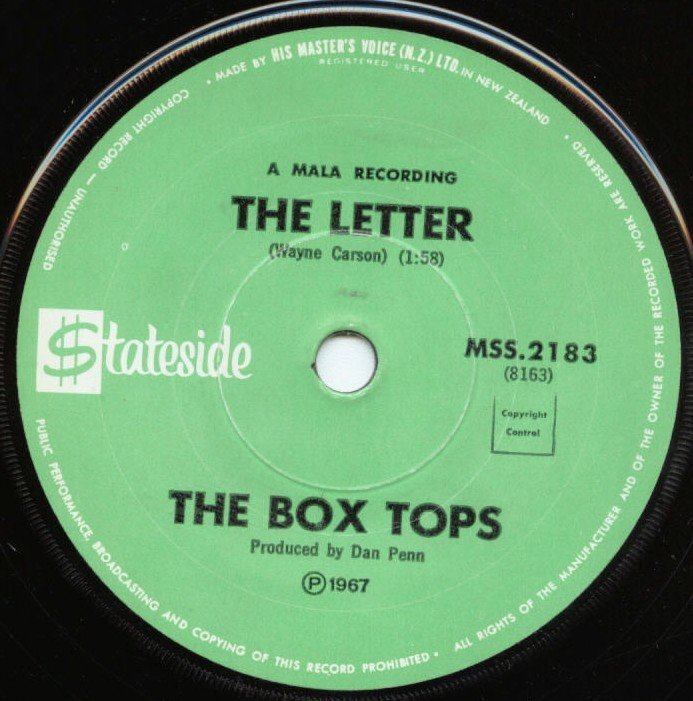 • MADE BY HIS MASTER'S VOICE (N.Z.) LTD. IN NEW ZEALAND •
REGISTERED USER
ALL RIGHTS OF THE MANUFACTURER AND OF THE OWNER OF THE RECORDED WORK ARE RESERVED
COPYRIGHT RECORD — UNAUTHORISED
PUBLIC PERFORMANCE, BROADCASTING AND COPYING OF THIS RECORD PROHIBITED •
A MALA RECORDING
THE LETTER
(Wayne Carson) (1:58)
$tateside
MSS.2183
(8163)
Copyright
Control
THE BOX TOPS
Produced by Dan Penn
Ⓟ 1967